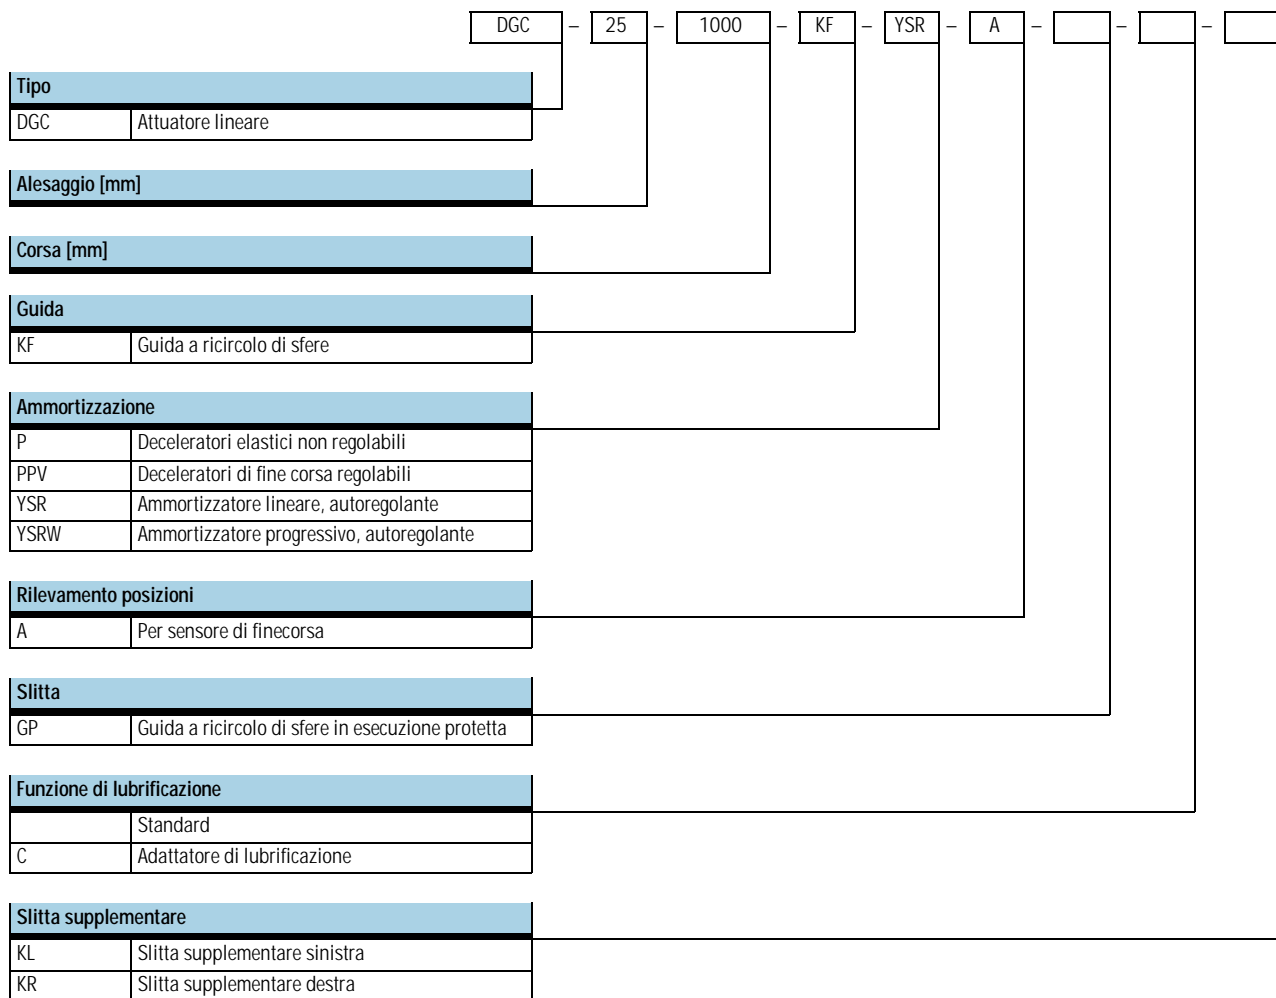 DGC – 25 – 1000 – KF – YSR – A – – –
Tipo
DGC Attuatore lineare
Alesaggio [mm]
Corsa [mm]
Guida
KF Guida a ricircolo di sfere
Ammortizzazione
P Deceleratori elastici non regolabili
PPV Deceleratori di fine corsa regolabili
YSR Ammortizzatore lineare, autoregolante
YSRW Ammortizzatore progressivo, autoregolante
Rilevamento posizioni
A Per sensore di finecorsa
Slitta
GP Guida a ricircolo di sfere in esecuzione protetta
Funzione di lubrificazione
Standard
C Adattatore di lubrificazione
Slitta supplementare
KL Slitta supplementare sinistra
KR Slitta supplementare destra